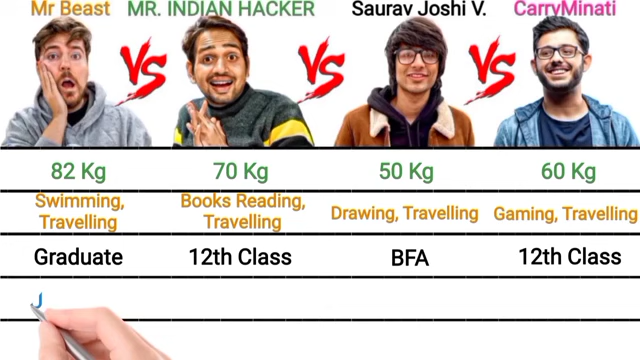 Mr Beast MR. INDIAN HACKER Saurav Joshi V. CarryMinati
VS VS VS
82 Kg 70 Kg 50 Kg 60 Kg
Swimming, Travelling Books Reading, Travelling Drawing, Travelling Gaming, Travelling
Graduate 12th Class BFA 12th Class
J